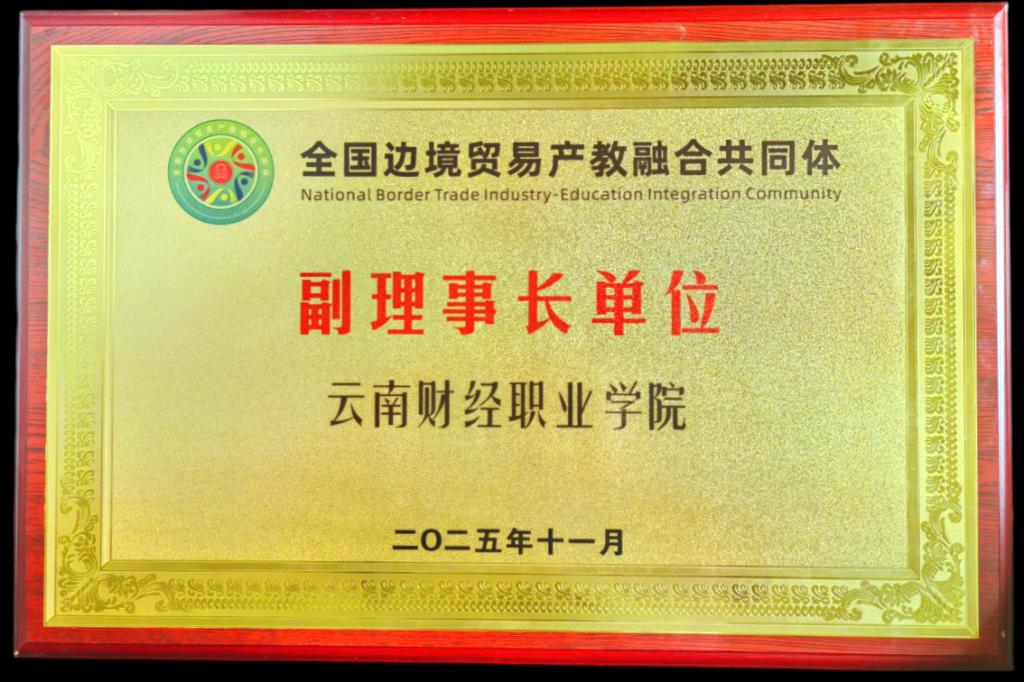 全国边境贸易产教融合共同体
National Border Trade Industry-Education Integration Community
副理事长单位
云南财经职业学院
二〇二五年十一月